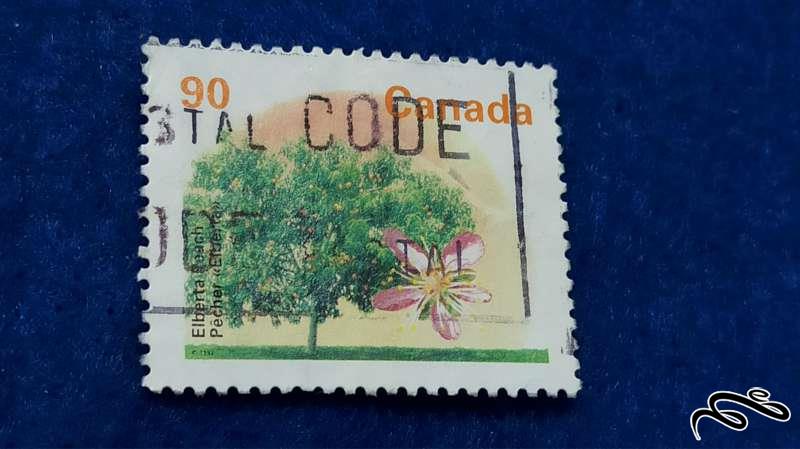 90 Canada
STAL CODE
Elberta Peach
Pêcher «Elberta»